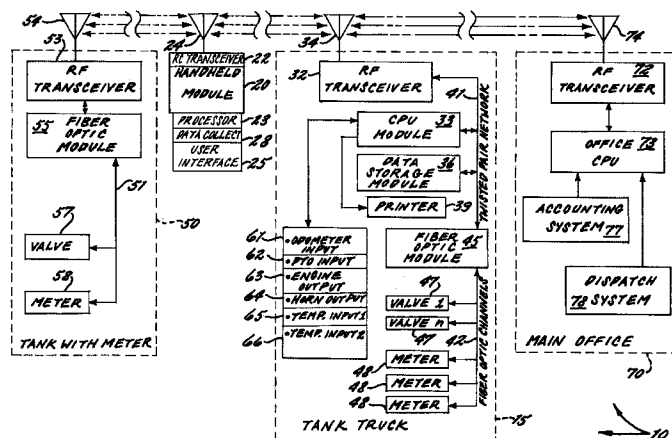 54
53
RF
TRANSCEIVER
55 FIBER
OPTIC
MODULE
51
50
57
VALVE
58
METER
TANK WITH METER
24
RF TRANSCEIVER 22
HANDHELD
MODULE 20
PROCESSOR 23
DATA COLLECT 28
USER
INTERFACE 25
34
32
RF
TRANSCEIVER
41
TWISTED PAIR NETWORK
CPU
MODULE 33
DATA
STORAGE
MODULE 36
PRINTER 39
FIBER
OPTIC 45
MODULE
61 • ODOMETER
INPUT
62 • PTO INPUT
63 • ENGINE
OUTPUT
64 • HORN OUTPUT
65 • TEMP. INPUT 1
66 • TEMP. INPUT 2
VALVE 1 47
VALVE n 47
42
FIBER OPTIC CHANNELS
METER 48
METER 48
METER 48
TANK TRUCK
15
74
RF 72
TRANSCEIVER
OFFICE 73
CPU
ACCOUNTING
SYSTEM 77
DISPATCH
78 SYSTEM
MAIN OFFICE
70
10